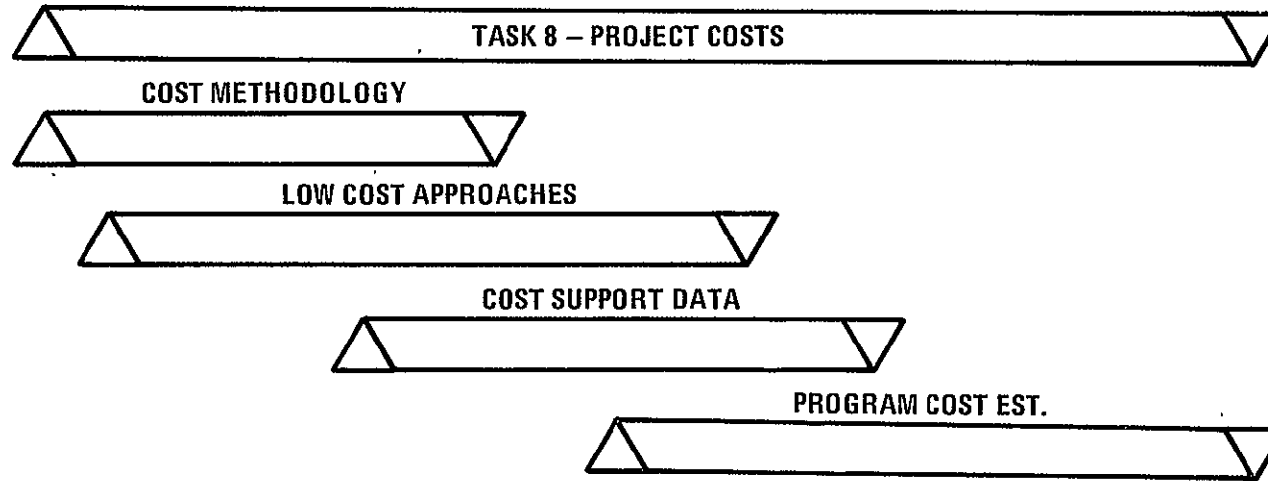 TASK 8 – PROJECT COSTS
COST METHODOLOGY
LOW COST APPROACHES
COST SUPPORT DATA
PROGRAM COST EST.